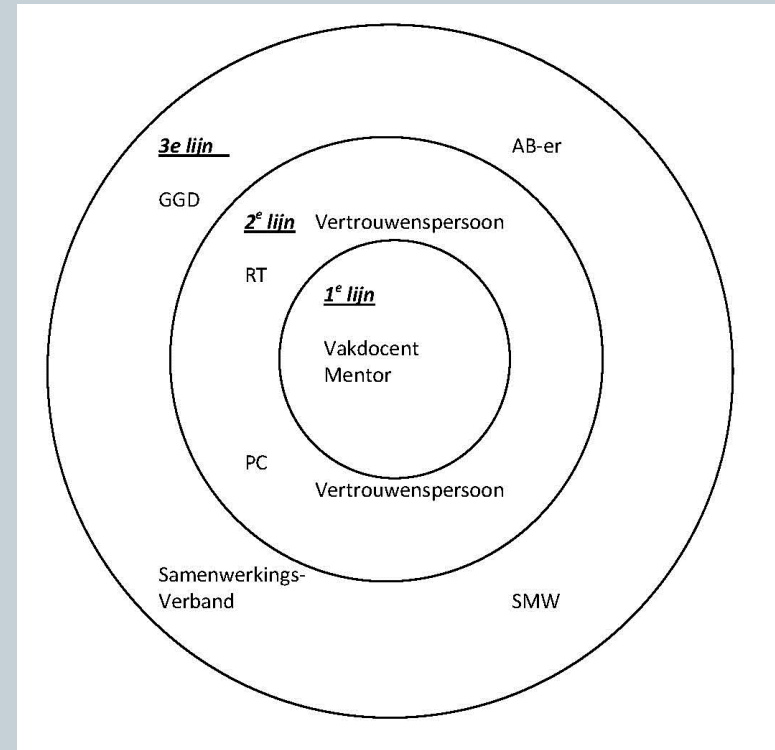 3e lijn
AB-er
GGD
2e lijn
Vertrouwenspersoon
RT
1e lijn
Vakdocent
Mentor
PC
Vertrouwenspersoon
Samenwerkings-
Verband
SMW